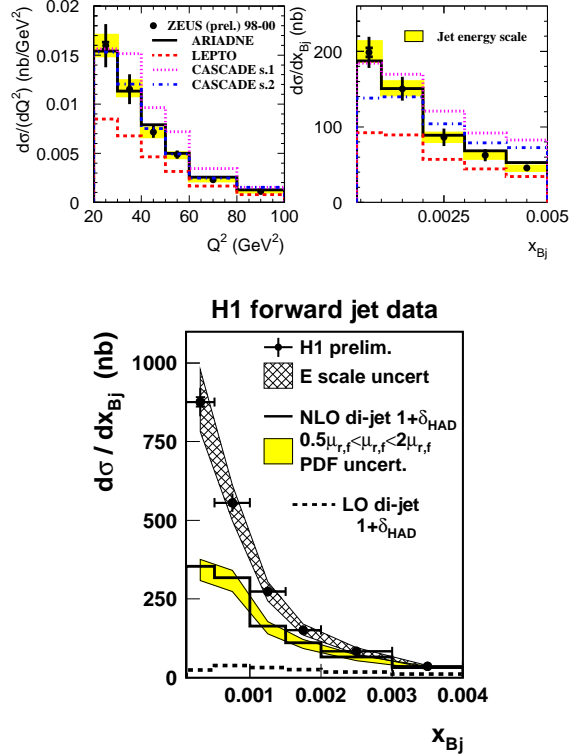 dσ/(dQ²) (nb/GeV²)
0.02
0.015
0.01
0.005
0
ZEUS (prel.) 98-00
ARIADNE
LEPTO
CASCADE s.1
CASCADE s.2
20 40 60 80 100
Q² (GeV²)
dσ/dx_Bj (nb)
200
100
0
Jet energy scale
0.0025 0.005
x_Bj
H1 forward jet data
dσ / dx_Bj (nb)
1000
750
500
250
0
H1 prelim.
E scale uncert
NLO di-jet 1+δ_HAD
0.5μ_r,f<μ_r,f<2μ_r,f
PDF uncert.
LO di-jet
1+δ_HAD
0.001 0.002 0.003 0.004
x_Bj